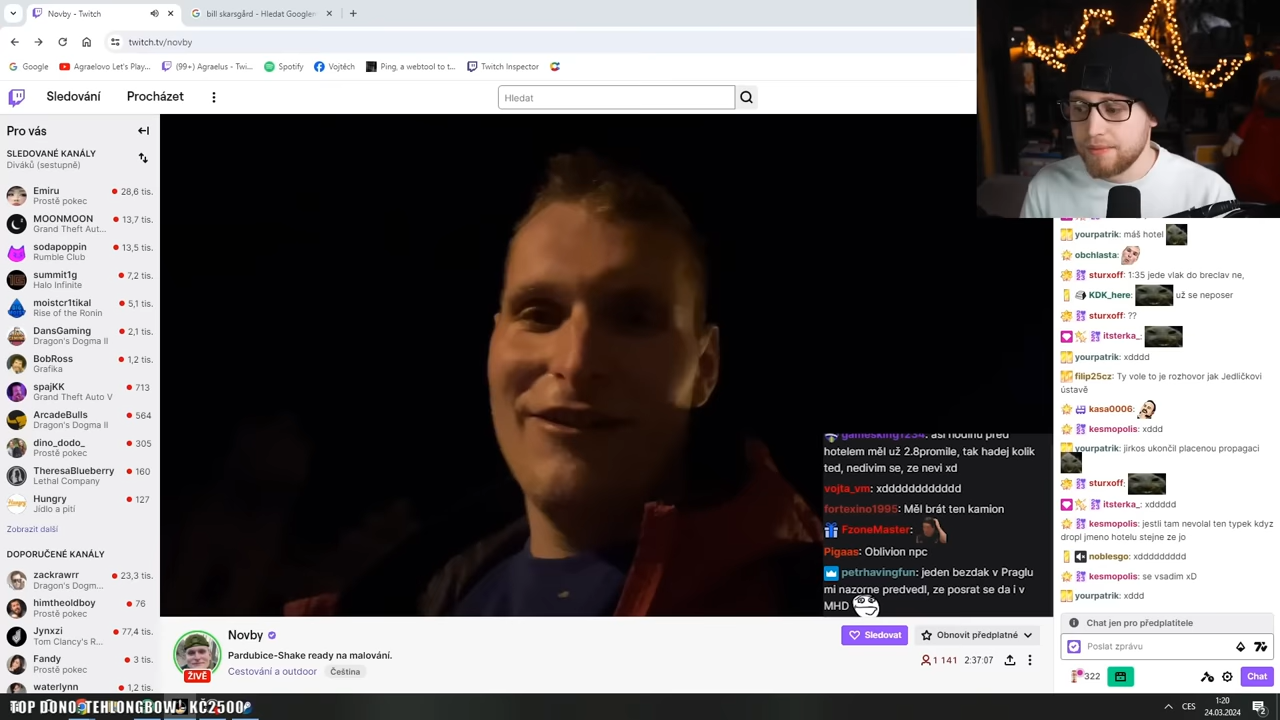 Novby - Twitch
bill skarsgård - Hledat Google
twitch.tv/novby
Google
Agraelovo Let's Play...
(99+) Agraelus - Twi...
Spotify
Vojtěch
Ping, a webtool to t...
Twitch Inspector
Sledování
Procházet
Hledat
Pro vás
SLEDOVANÉ KANÁLY
Diváků (sestupně)
Emiru
28,6 tis.
Prostě pokec
MOONMOON
13,7 tis.
Grand Theft Aut...
sodapoppin
13,5 tis.
Rumble Club
summit1g
7,2 tis.
Halo Infinite
moistcr1tikal
5,1 tis.
Rise of the Ronin
DansGaming
2,1 tis.
Dragon's Dogma II
BobRoss
1,2 tis.
Grafika
spajKK
713
Grand Theft Auto V
ArcadeBulls
564
Dragon's Dogma II
dino_dodo_
305
Prostě pokec
TheresaBlueberry
160
Lethal Company
Hungry
127
Jídlo a pití
Zobrazit další
DOPORUČENÉ KANÁLY
zackrawrr
23,3 tis.
Dragon's Dogm...
himtheoldboy
76
Prostě pokec
Jynxzi
77,4 tis.
Tom Clancy's R...
Fandy
3 tis.
Prostě pokec
waterlynn
1,2 tis.
gamesking1234: asi hodinu před
hotelem měl už 2.8promile, tak hadej kolik
ted, nedivim se, ze nevi xd
vojta_vm: xdddddddddddd
fortexino1995: Měl brát ten kamion
FzoneMaster:
Pigaas: Oblivion npc
petrhavingfun: jeden bezdak v Praglu
mi nazorne predvedl, ze posrat se da i v
MHD
Novby
Pardubice-Shake ready na malování.
Cestování a outdoor
Čeština
ŽIVĚ
Sledovat
Obnovit předplatné
1 141
2:37:07
yourpatrik: máš hotel
obchlasta:
sturxoff: 1:35 jede vlak do breclav ne,
KDK_here: už se neposer
sturxoff: ??
itsterka_:
yourpatrik: xdddd
filip25cz: Ty vole to je rozhovor jak Jedličkovi
ústavě
kasa0006:
kesmopolis: xddd
yourpatrik: jirkos ukončil placenou propagaci
sturxoff:
itsterka_: xddddd
kesmopolis: jestli tam nevolal ten typek kdyz
dropl jmeno hotelu stejne ze jo
noblesgo: xddddddddd
kesmopolis: se vsadim xD
yourpatrik: xddd
Chat jen pro předplatitele
Poslat zprávu
322
Chat
CES
1:20
24.03.2024
2